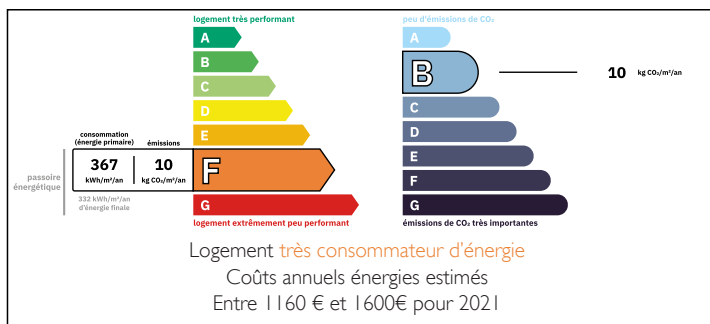 logement très performant
A
B
C
D
E
consommation
(énergie primaire)
émissions
passoire
énergétique
367
kWh/m²/an
10
kg CO₂/m²/an
F
332 kWh/m²/an
d'énergie finale
G
logement extrêmement peu performant
peu d'émissions de CO₂
A
B
10 kg CO₂/m²/an
C
D
E
F
G
émissions de CO₂ très importantes
Logement très consommateur d'énergie
Coûts annuels énergies estimés
Entre 1160 € et 1600€ pour 2021